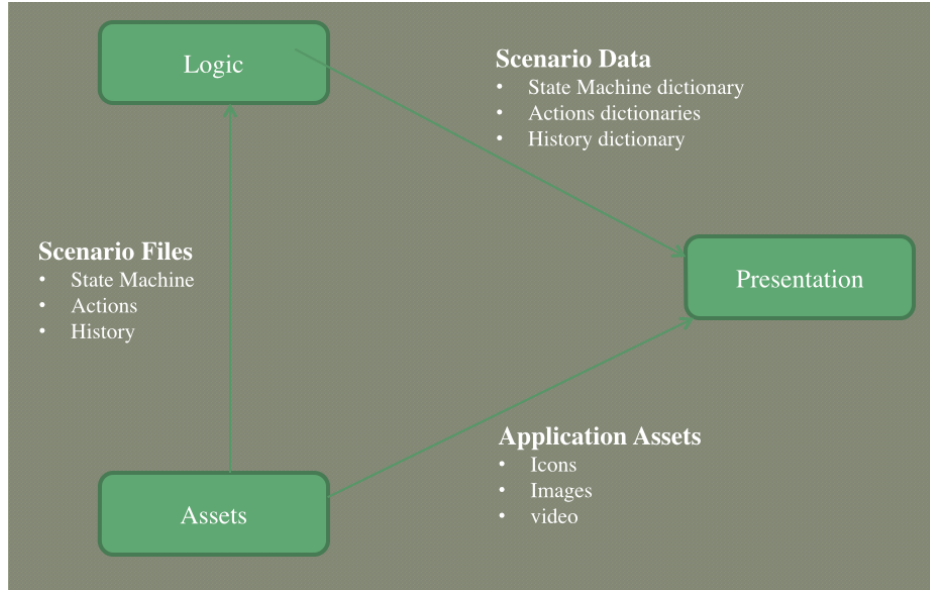 Logic
Scenario Data
• State Machine dictionary
• Actions dictionaries
• History dictionary
Scenario Files
• State Machine
• Actions
• History
Presentation
Application Assets
• Icons
• Images
• video
Assets